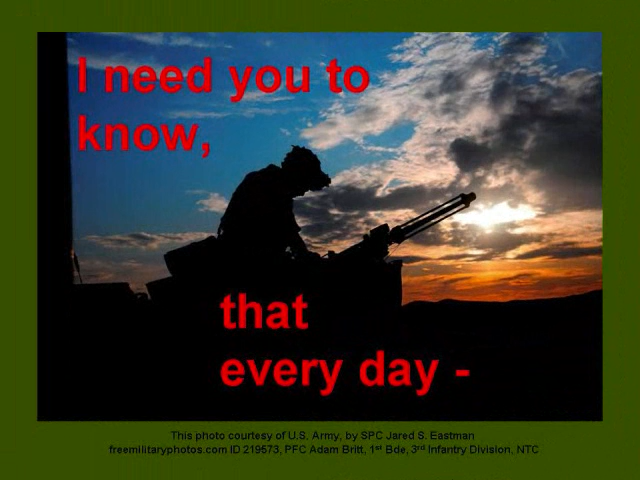 I need you to
know,
that
every day -
This photo courtesy of U.S. Army, by SPC Jared S. Eastman
freemilitaryphotos.com ID 219573, PFC Adam Britt, 1st Bde, 3rd Infantry Division, NTC